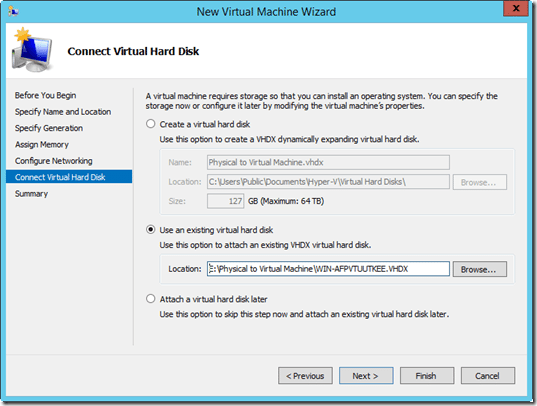 New Virtual Machine Wizard
x
Connect Virtual Hard Disk
Before You Begin
Specify Name and Location
Specify Generation
Assign Memory
Configure Networking
Connect Virtual Hard Disk
Summary
A virtual machine requires storage so that you can install an operating system. You can specify the
storage now or configure it later by modifying the virtual machine's properties.
Create a virtual hard disk
Use this option to create a VHDX dynamically expanding virtual hard disk.
Name: Physical to Virtual Machine.vhdx
Location: C:\Users\Public\Documents\Hyper-V\Virtual Hard Disks\ Browse...
Size: 127 GB (Maximum: 64 TB)
Use an existing virtual hard disk
Use this option to attach an existing VHDX virtual hard disk.
Location: E:\Physical to Virtual Machine\WIN-AFPVTUUTKEE.VHDX Browse...
Attach a virtual hard disk later
Use this option to skip this step now and attach an existing virtual hard disk later.
< Previous Next > Finish Cancel